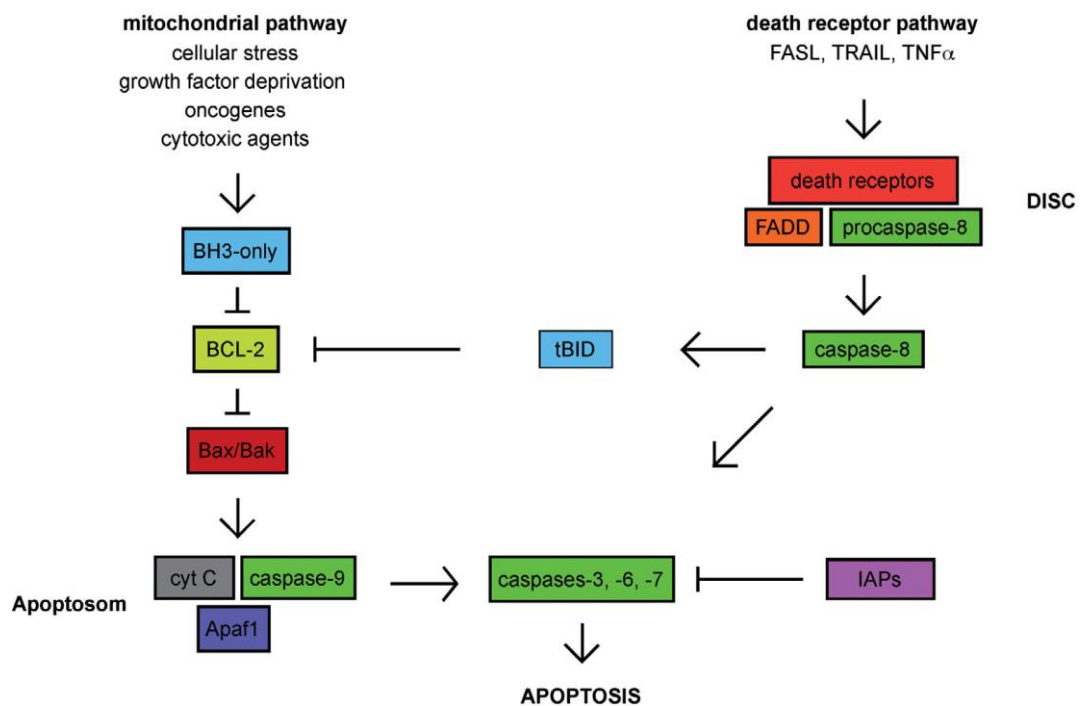 mitochondrial pathway
cellular stress
growth factor deprivation
oncogenes
cytotoxic agents
death receptor pathway
FASL, TRAIL, TNFα
death receptors
DISC
FADD
procaspase-8
BH3-only
BCL-2
tBID
caspase-8
Bax/Bak
cyt C
caspase-9
caspases-3, -6, -7
IAPs
Apoptosom
Apaf1
APOPTOSIS